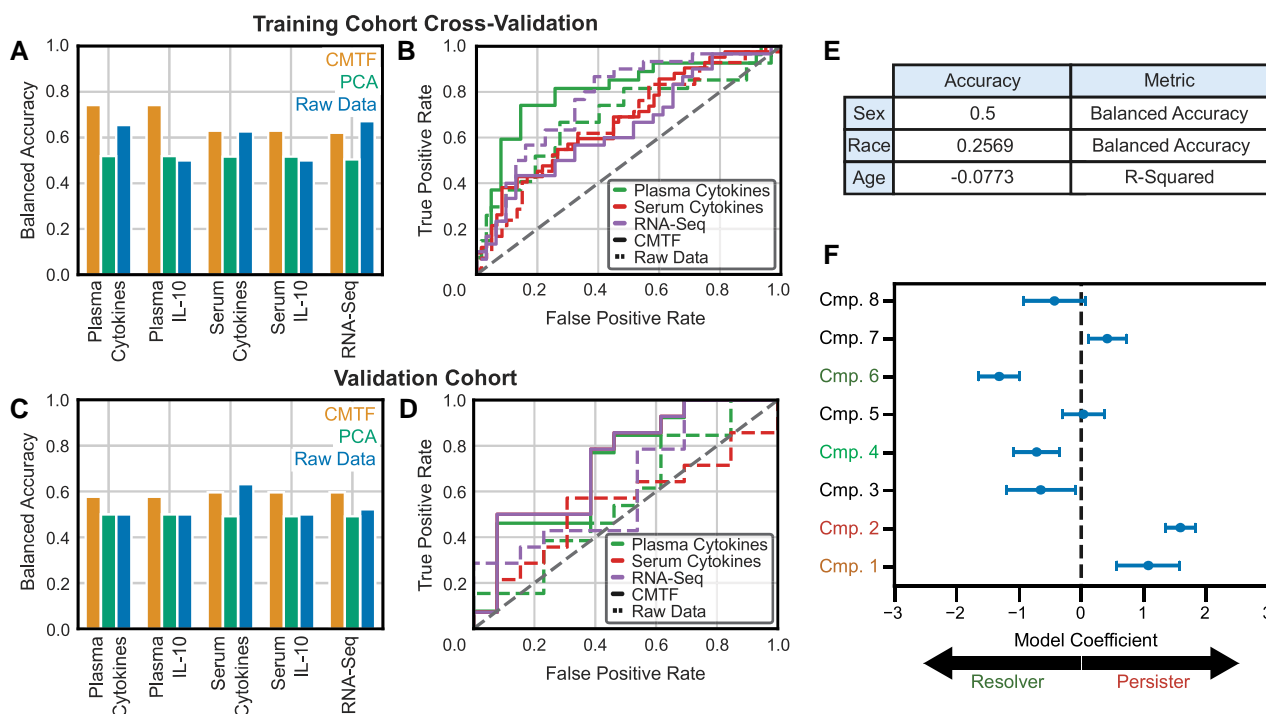 Training Cohort Cross-Validation
A
1.0
0.8
0.6
0.4
0.2
0.0
Balanced Accuracy
CMTF
PCA
Raw Data
Plasma
Cytokines
Plasma
IL-10
Serum
Cytokines
Serum
IL-10
RNA-Seq
B
1.0
0.8
0.6
0.4
0.2
0.0
True Positive Rate
Plasma Cytokines
Serum Cytokines
RNA-Seq
CMTF
Raw Data
0.2
0.4
0.6
0.8
1.0
False Positive Rate
E
Accuracy
Metric
Sex
0.5
Balanced Accuracy
Race
0.2569
Balanced Accuracy
Age
-0.0773
R-Squared
Validation Cohort
C
1.0
0.8
0.6
0.4
0.2
0.0
Balanced Accuracy
CMTF
PCA
Raw Data
Plasma
Cytokines
Plasma
IL-10
Serum
Cytokines
Serum
IL-10
RNA-Seq
D
1.0
0.8
0.6
0.4
0.2
0.0
True Positive Rate
Plasma Cytokines
Serum Cytokines
RNA-Seq
CMTF
Raw Data
0.2
0.4
0.6
0.8
1.0
False Positive Rate
F
Cmp. 8
Cmp. 7
Cmp. 6
Cmp. 5
Cmp. 4
Cmp. 3
Cmp. 2
Cmp. 1
−3
−2
−1
0
1
2
3
Model Coefficient
Resolver
Persister